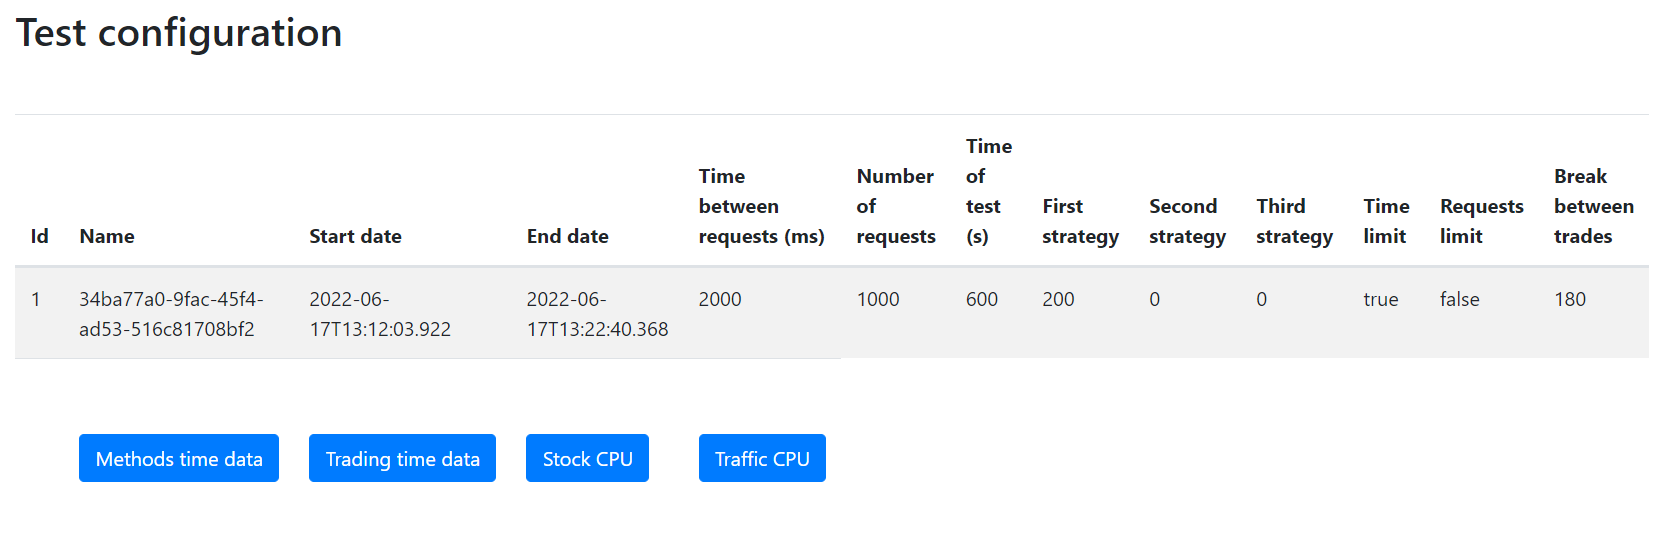 Test configuration
Id
Name
Start date
End date
Time
between
requests (ms)
Number
of
requests
Time
of
test
(s)
First
strategy
Second
strategy
Third
strategy
Time
limit
Requests
limit
Break
between
trades
1
34ba77a0-9fac-45f4-
ad53-516c81708bf2
2022-06-
17T13:12:03.922
2022-06-
17T13:22:40.368
2000
1000
600
200
0
0
true
false
180
Methods time data
Trading time data
Stock CPU
Traffic CPU